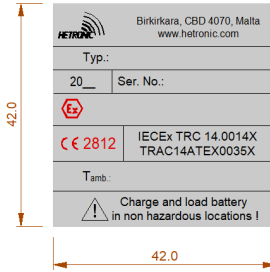 HETRONIC
Birkirkara, CBD 4070, Malta
www.hetronic.com
Typ.:
20__ Ser. No.:
Ex
CE 2812
IECEx TRC 14.0014X
TRAC14ATEX0035X
Tamb.:
Charge and load battery
in non hazardous locations !
42.0
42.0